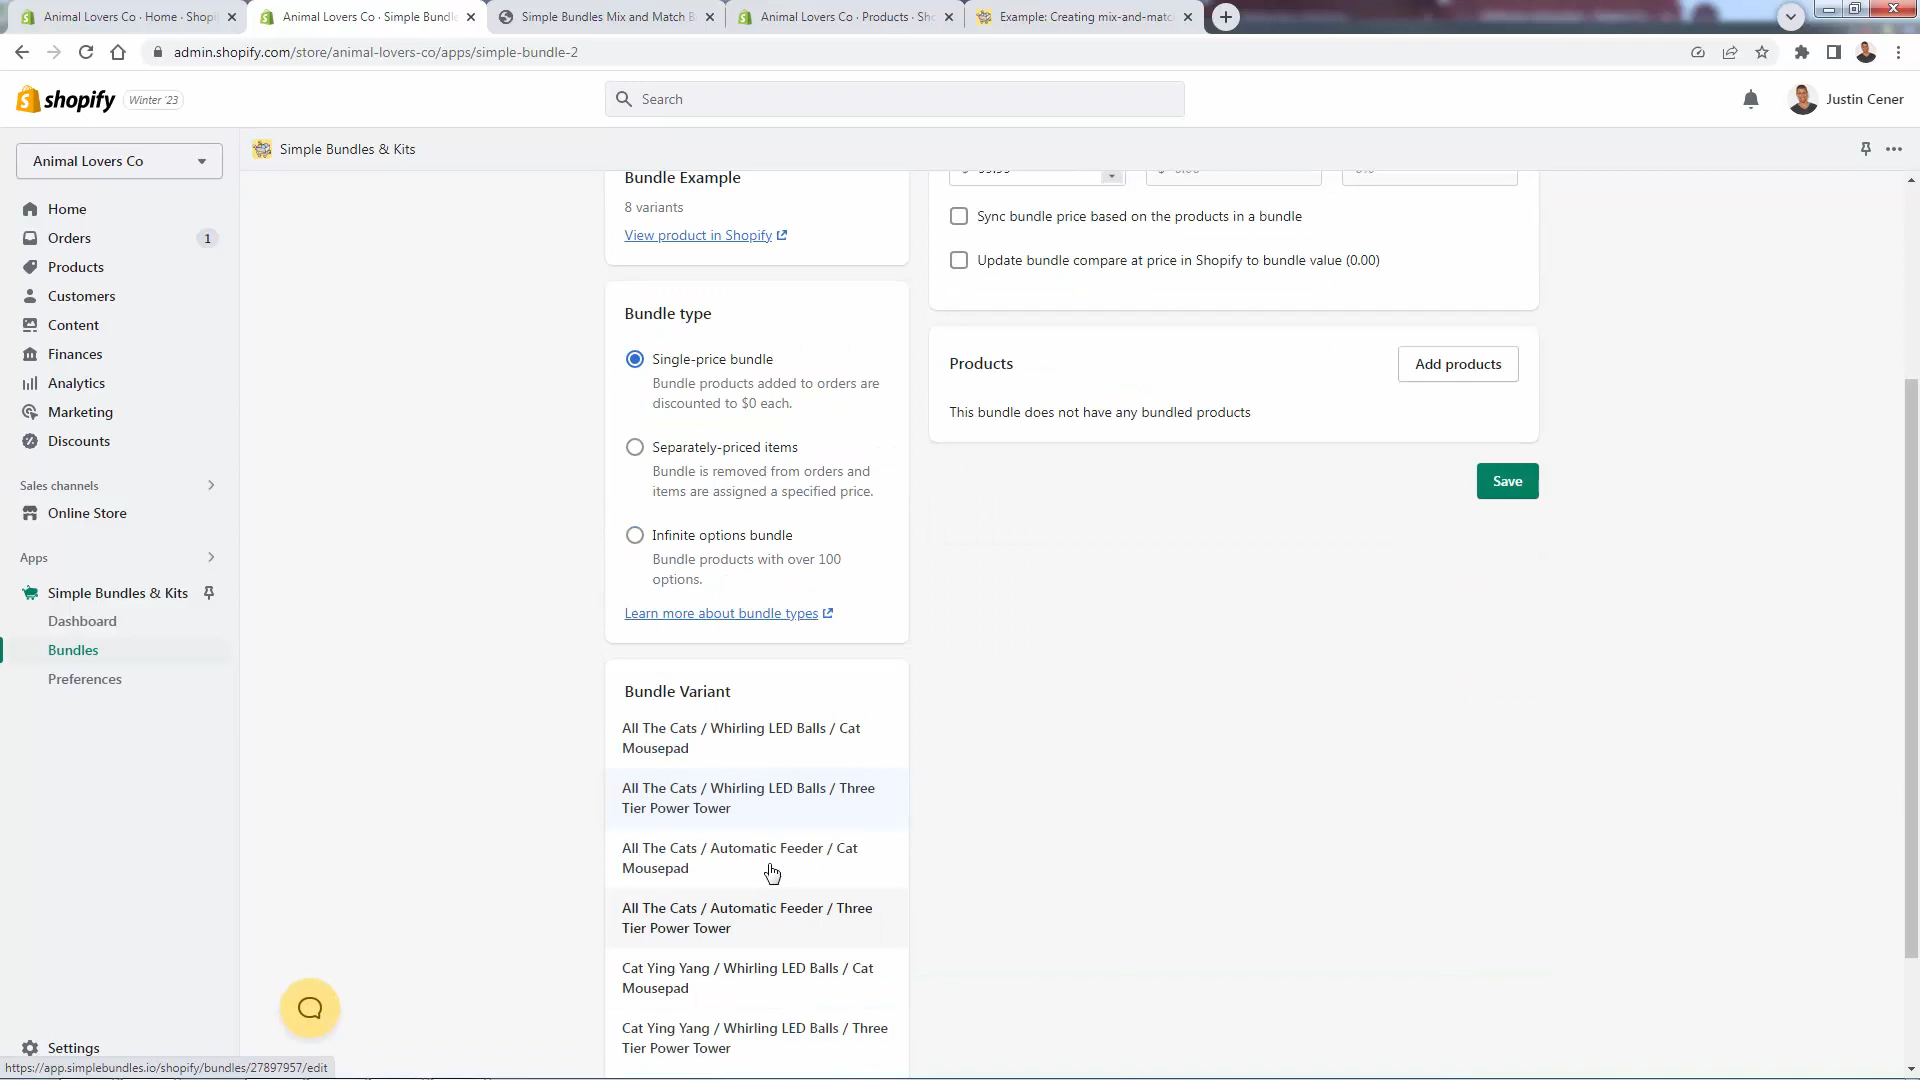 Animal Lovers Co · Home · Shopi
Animal Lovers Co · Simple Bundle
Simple Bundles Mix and Match B
Animal Lovers Co · Products · Sho
Example: Creating mix-and-matc
admin.shopify.com/store/animal-lovers-co/apps/simple-bundle-2
shopify
Winter '23
Search
Justin Cener
Animal Lovers Co
Simple Bundles & Kits
Home
Orders
1
Products
Customers
Content
Finances
Analytics
Marketing
Discounts
Sales channels
Online Store
Apps
Simple Bundles & Kits
Dashboard
Bundles
Preferences
Settings
Bundle Example
8 variants
View product in Shopify
Bundle type
Single-price bundle
Bundle products added to orders are
discounted to $0 each.
Separately-priced items
Bundle is removed from orders and
items are assigned a specified price.
Infinite options bundle
Bundle products with over 100
options.
Learn more about bundle types
Bundle Variant
All The Cats / Whirling LED Balls / Cat
Mousepad
All The Cats / Whirling LED Balls / Three
Tier Power Tower
All The Cats / Automatic Feeder / Cat
Mousepad
All The Cats / Automatic Feeder / Three
Tier Power Tower
Cat Ying Yang / Whirling LED Balls / Cat
Mousepad
Cat Ying Yang / Whirling LED Balls / Three
Tier Power Tower
Sync bundle price based on the products in a bundle
Update bundle compare at price in Shopify to bundle value (0.00)
Products
Add products
This bundle does not have any bundled products
Save
https://app.simplebundles.io/shopify/bundles/27897957/edit